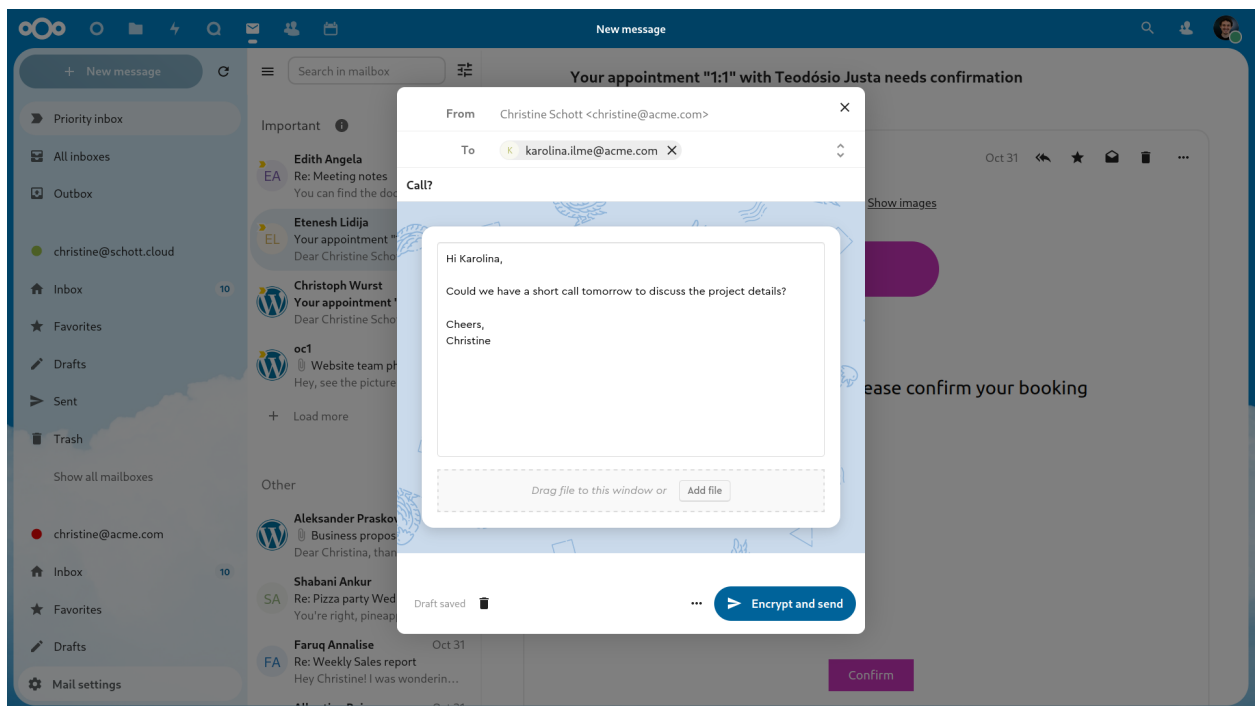 New message
+ New message
Search in mailbox
Your appointment "1:1" with Teodósio Justa needs confirmation
Priority inbox
All inboxes
Outbox
christine@schott.cloud
Inbox 10
Favorites
Drafts
Sent
Trash
Show all mailboxes
christine@acme.com
Inbox 10
Favorites
Drafts
Mail settings
Important
EA
Edith Angela
Re: Meeting notes
You can find the doc
EL
Etenesh Lidija
Your appointment "
Dear Christine Scho
Christoph Wurst
Your appointment "
Dear Christine Scho
oc1
Website team ph
Hey, see the picture
+ Load more
Other
Aleksander Praskov
Business propos
Dear Christina, than
SA
Shabani Ankur
Re: Pizza party Wed
You're right, pineap
FA
Faruq Annalise Oct 31
Re: Weekly Sales report
Hey Christine! I was wonderin...
From Christine Schott <christine@acme.com>
To K karolina.ilme@acme.com
Call?
Hi Karolina,
Could we have a short call tomorrow to discuss the project details?
Cheers,
Christine
Drag file to this window or Add file
Draft saved
Encrypt and send
Oct 31
Show images
ease confirm your booking
Confirm